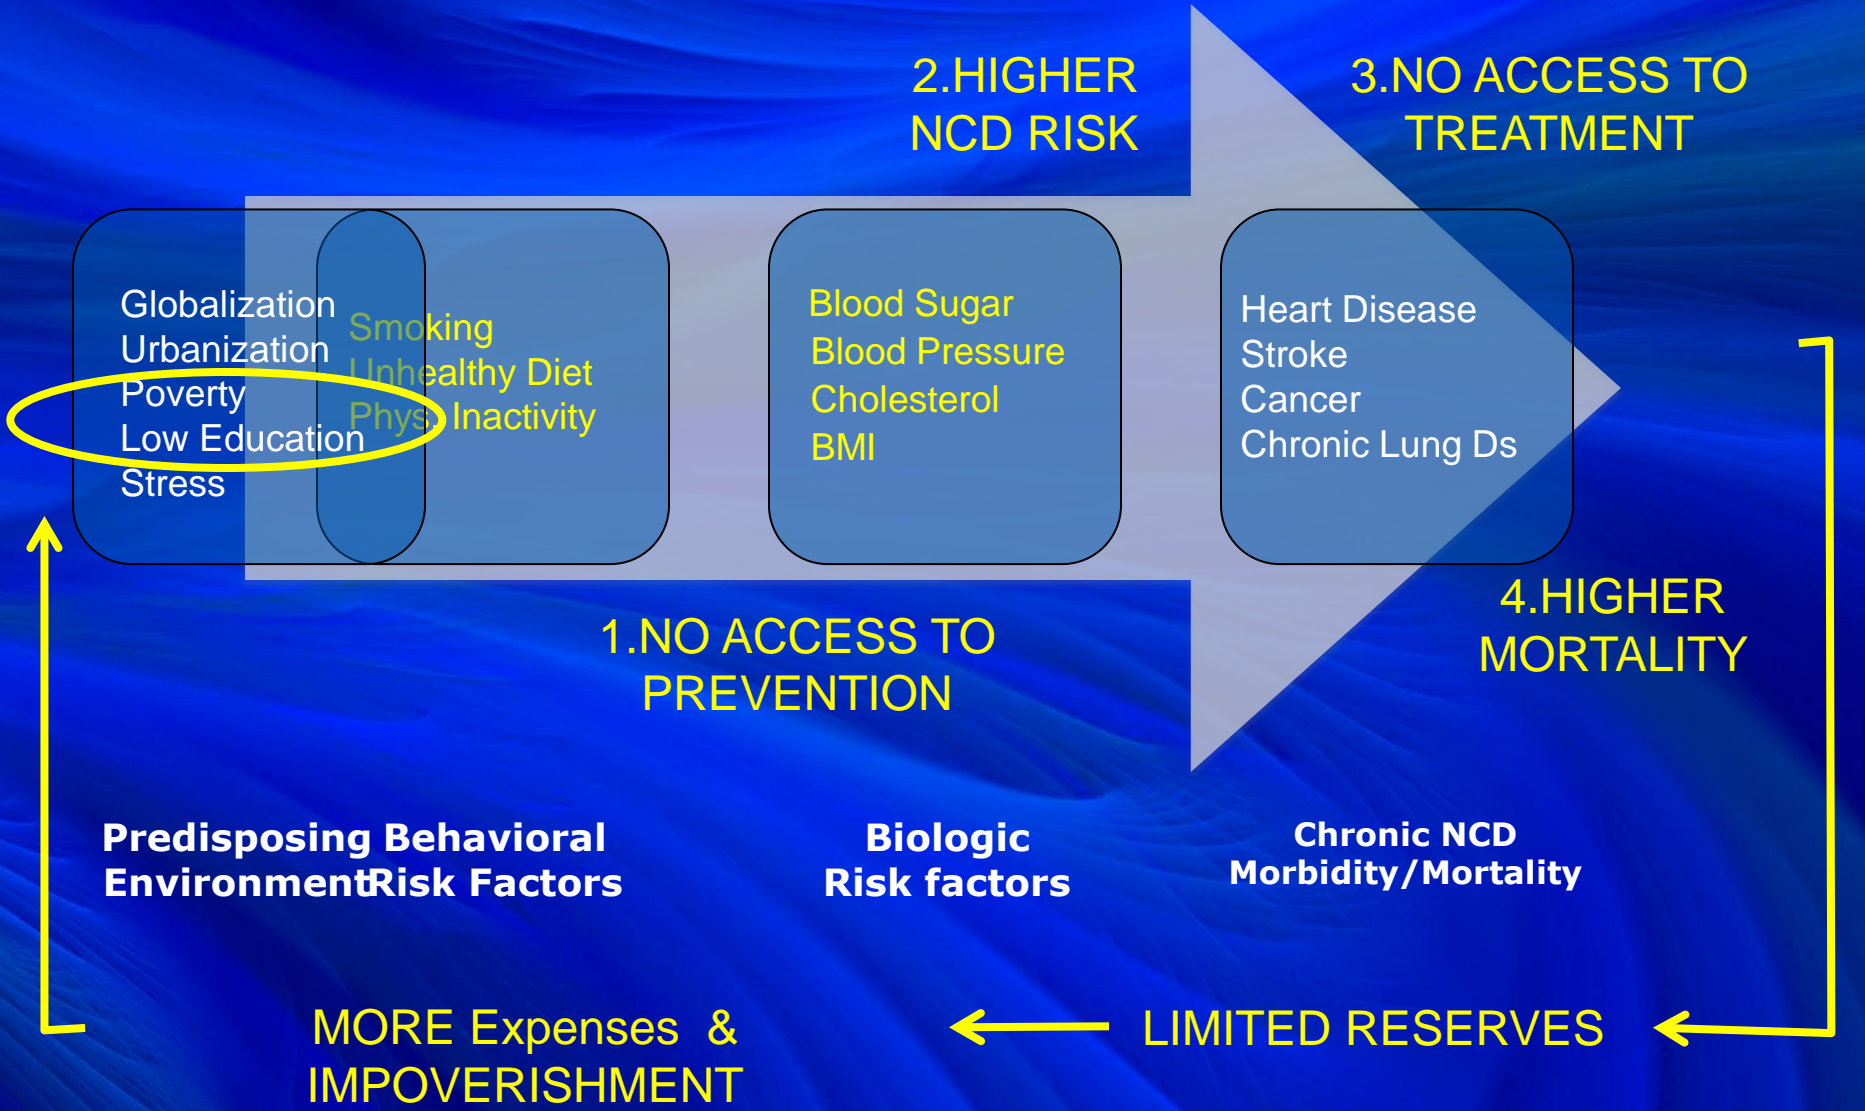 2.HIGHER
NCD RISK
3.NO ACCESS TO
TREATMENT
Globalization
Urbanization
Poverty
Low Education
Stress
Smoking
Unhealthy Diet
Phys. Inactivity
Blood Sugar
Blood Pressure
Cholesterol
BMI
Heart Disease
Stroke
Cancer
Chronic Lung Ds
1.NO ACCESS TO
PREVENTION
4.HIGHER
MORTALITY
Predisposing
Environment
Behavioral
Risk Factors
Biologic
Risk factors
Chronic NCD
Morbidity/Mortality
MORE Expenses &
IMPOVERISHMENT
LIMITED RESERVES